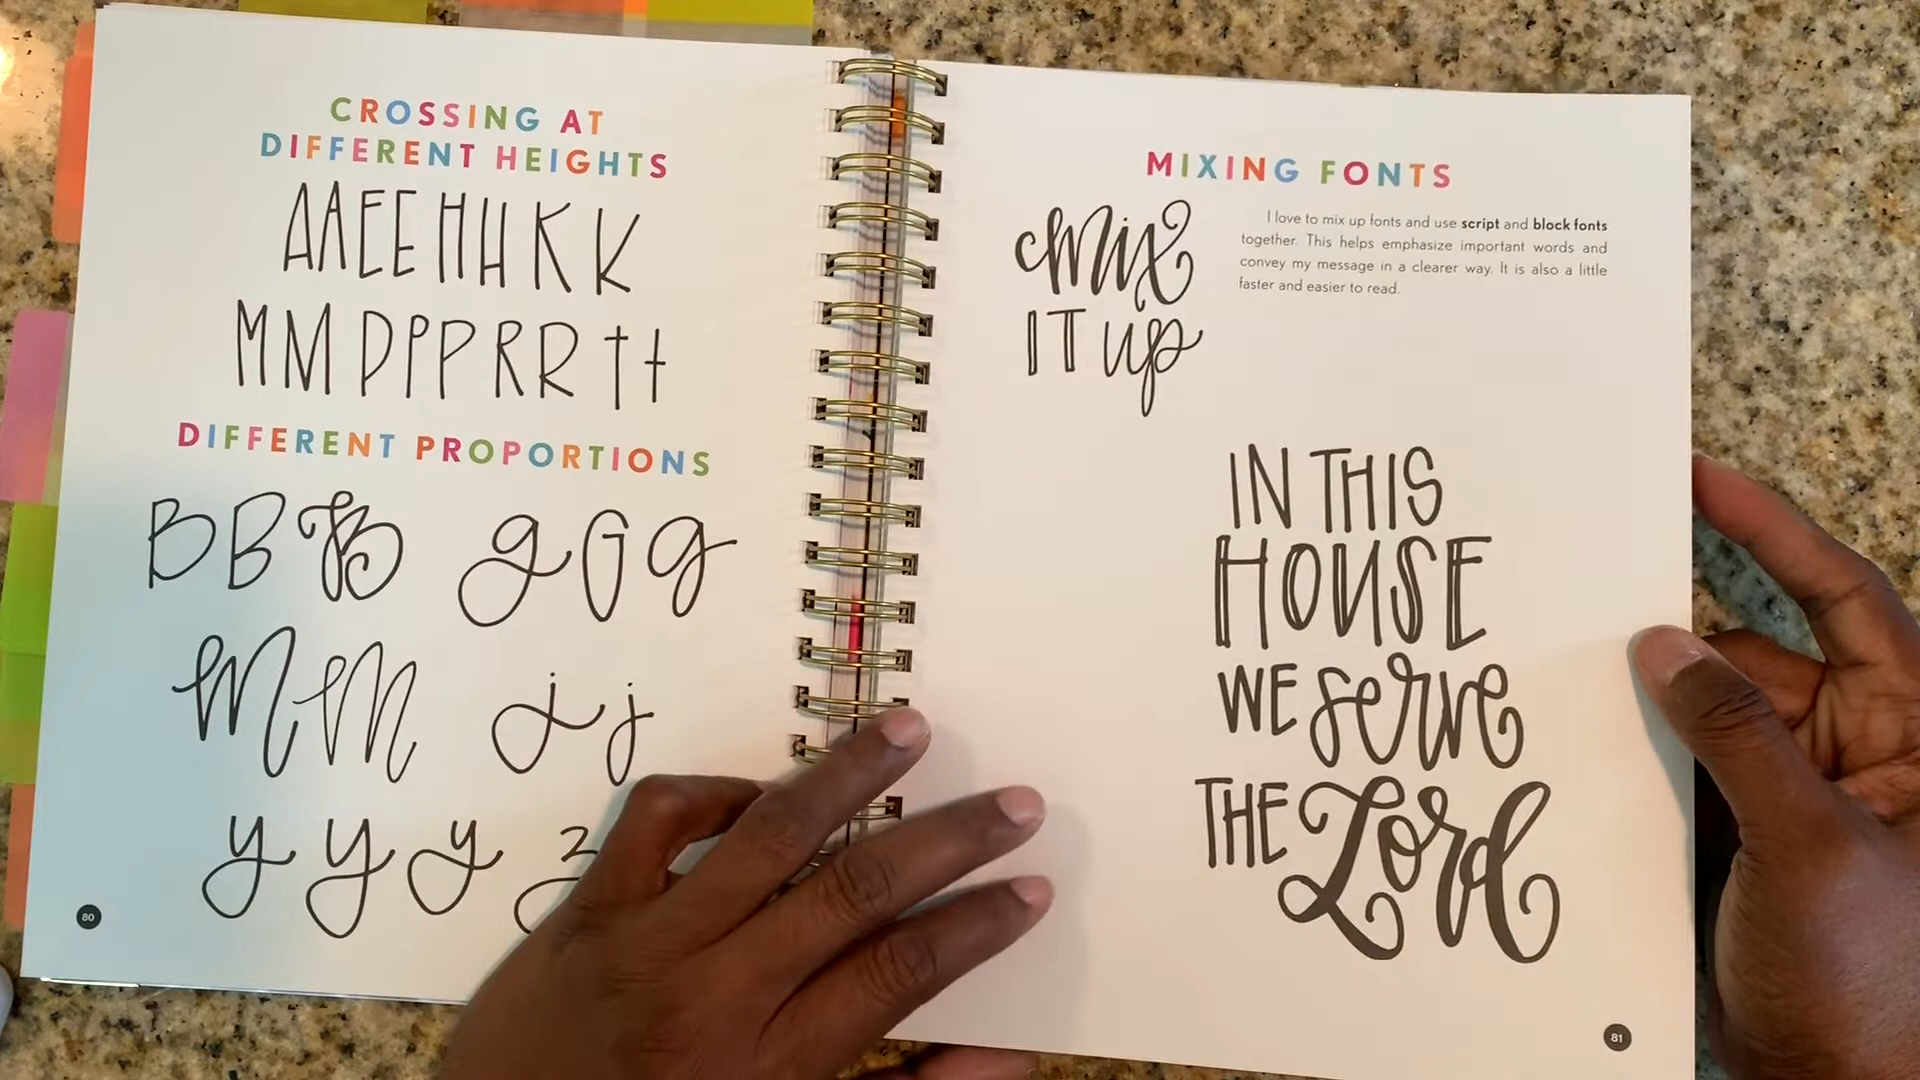 CROSSING AT
DIFFERENT HEIGHTS
AAEEHHKK
MMPPPRRtt
DIFFERENT PROPORTIONS
BBB gGg
MM jj
yyy z
80
MIXING FONTS
mix
IT up
I love to mix up fonts and use script and block fonts
together. This helps emphasize important words and
convey my message in a clearer way. It is also a little
faster and easier to read.
IN THIS
HOUSE
WE serve
THE Lord
81